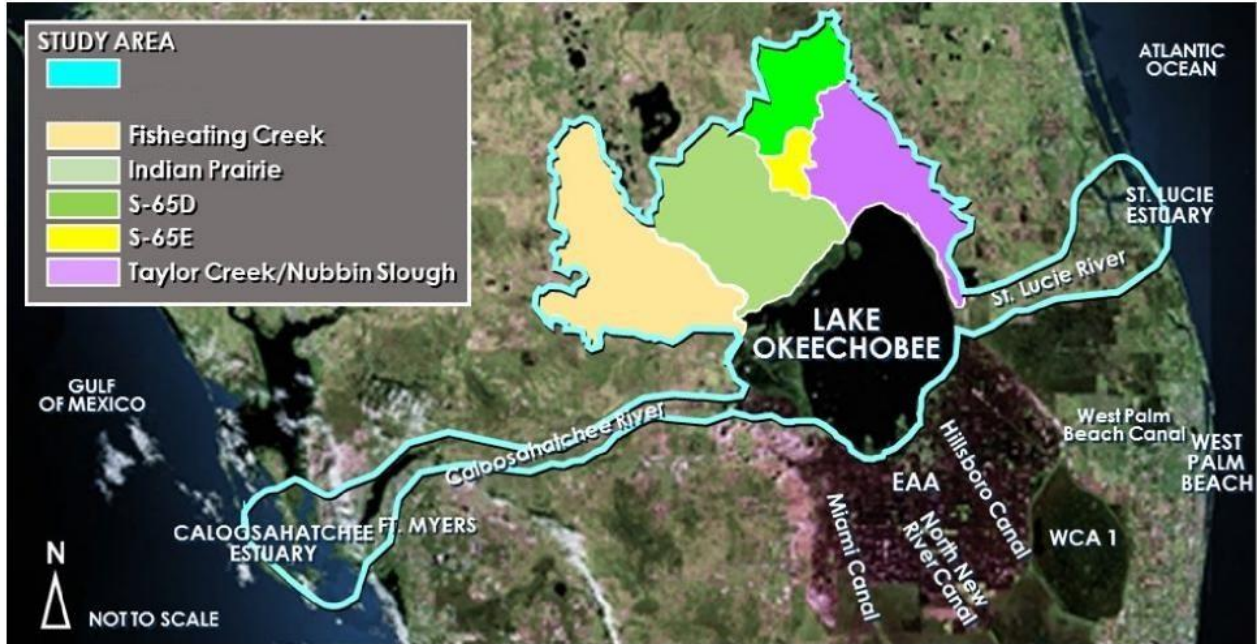 STUDY AREA
Fisheating Creek
Indian Prairie
S-65D
S-65E
Taylor Creek/Nubbin Slough
ATLANTIC
OCEAN
ST. LUCIE
ESTUARY
St. Lucie River
LAKE
OKEECHOBEE
GULF
OF MEXICO
Caloosahatchee River
West Palm
Beach Canal
WEST
PALM
BEACH
Hillsboro Canal
EAA
Miami Canal
North New
River Canal
WCA 1
CALOOSAHATCHEE
ESTUARY
FT. MYERS
N
NOT TO SCALE